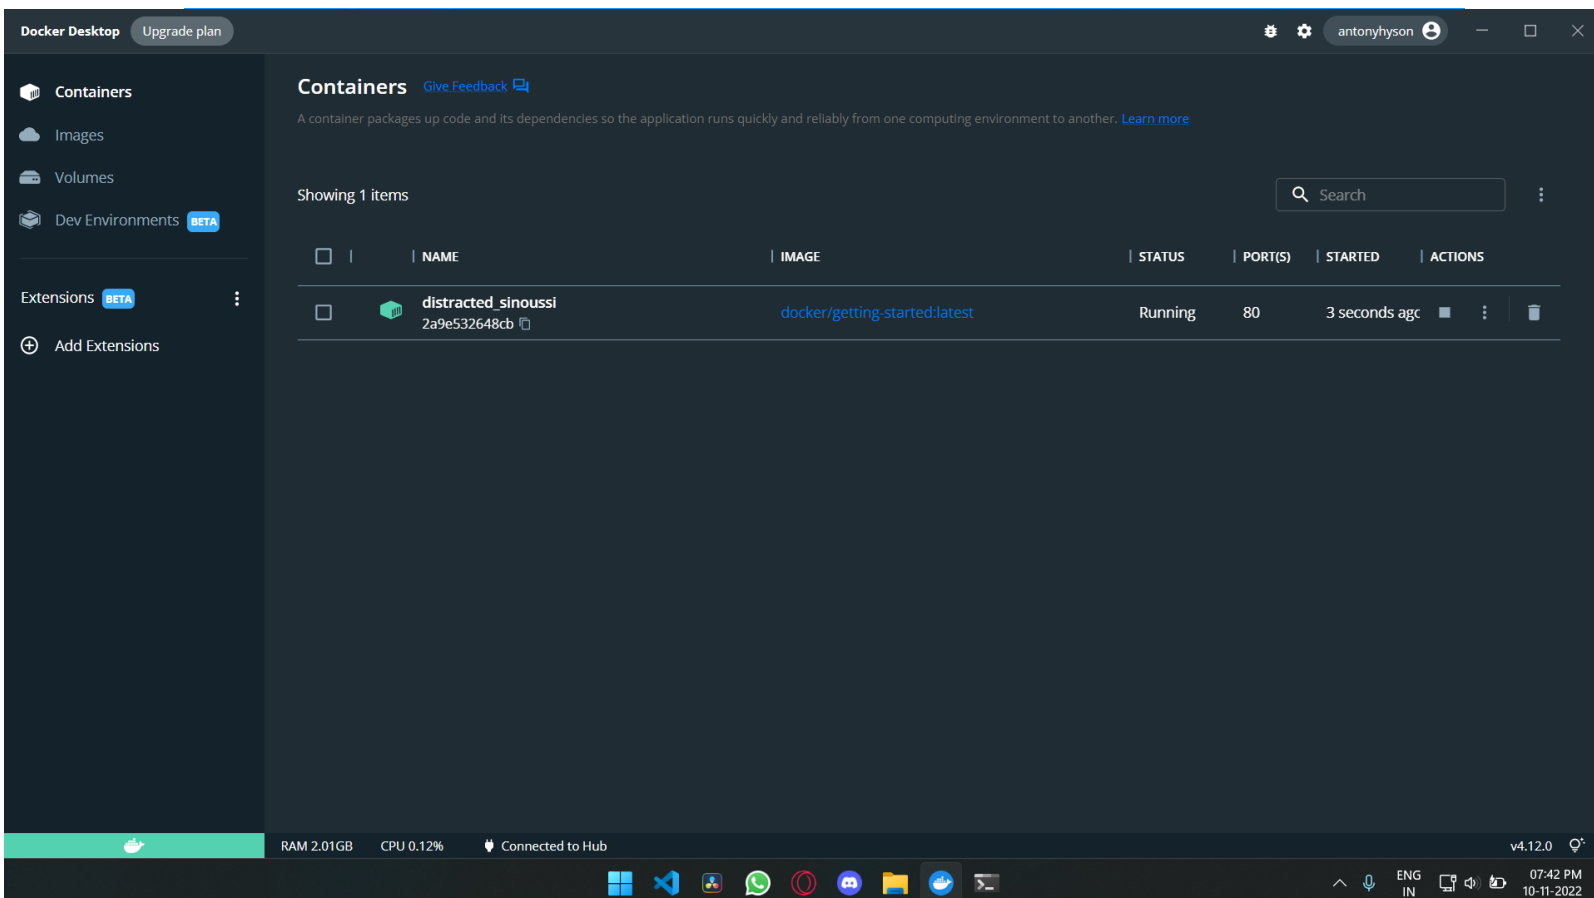 Docker Desktop Upgrade plan antonyhyson
Containers
Images
Volumes
Dev Environments BETA
Extensions BETA
Add Extensions
Containers Give Feedback
A container packages up code and its dependencies so the application runs quickly and reliably from one computing environment to another. Learn more
Showing 1 items Search
NAME IMAGE STATUS PORT(S) STARTED ACTIONS
distracted_sinoussi
2a9e532648cb
docker/getting-started:latest Running 80 3 seconds agc
RAM 2.01GB CPU 0.12% Connected to Hub v4.12.0
ENG
IN
07:42 PM
10-11-2022